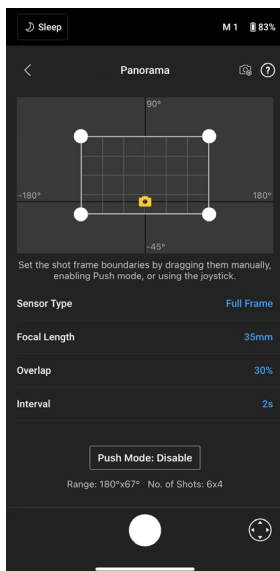 Sleep
M 1 83%
Panorama
?
90°
-180° 180°
-45°
Set the shot frame boundaries by dragging them manually,
enabling Push mode, or using the joystick.
Sensor Type Full Frame
Focal Length 35mm
Overlap 30%
Interval 2s
Push Mode: Disable
Range: 180°x67° No. of Shots: 6x4